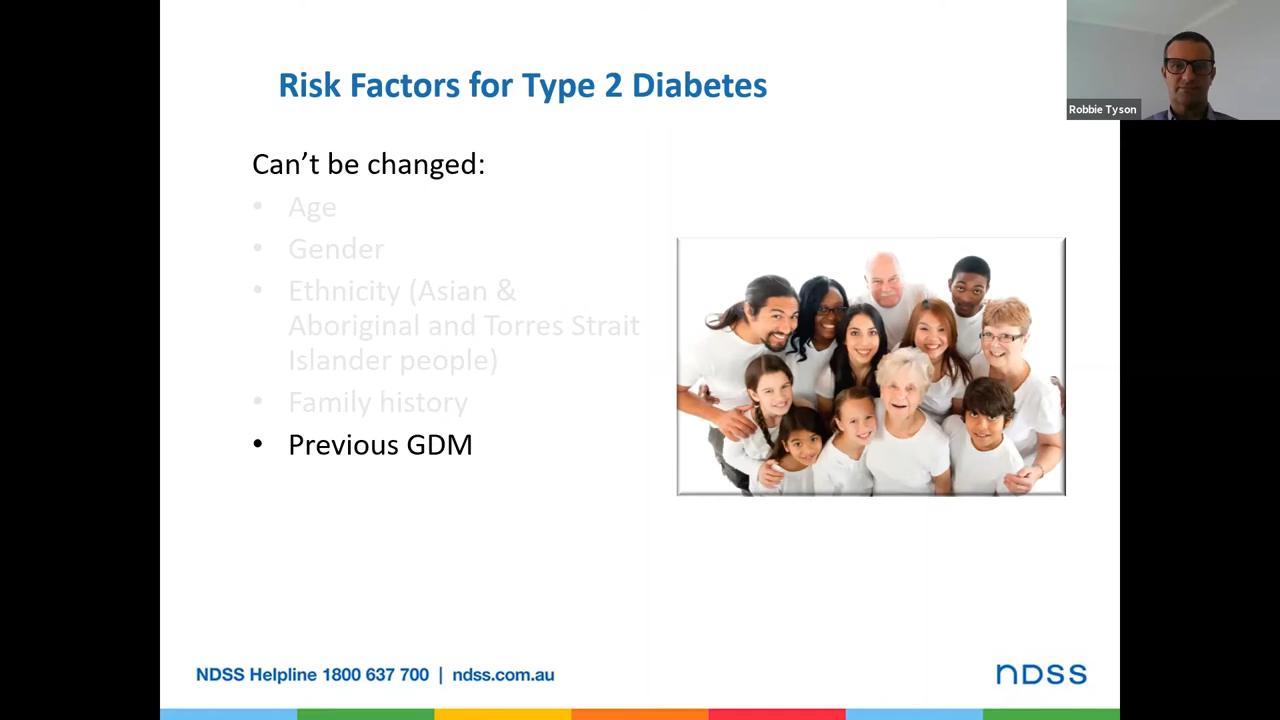 Risk Factors for Type 2 Diabetes
Robbie Tyson
Can’t be changed:
• Age
• Gender
• Ethnicity (Asian &
Aboriginal and Torres Strait
Islander people)
• Family history
• Previous GDM
NDSS Helpline 1800 637 700 | ndss.com.au
ndss